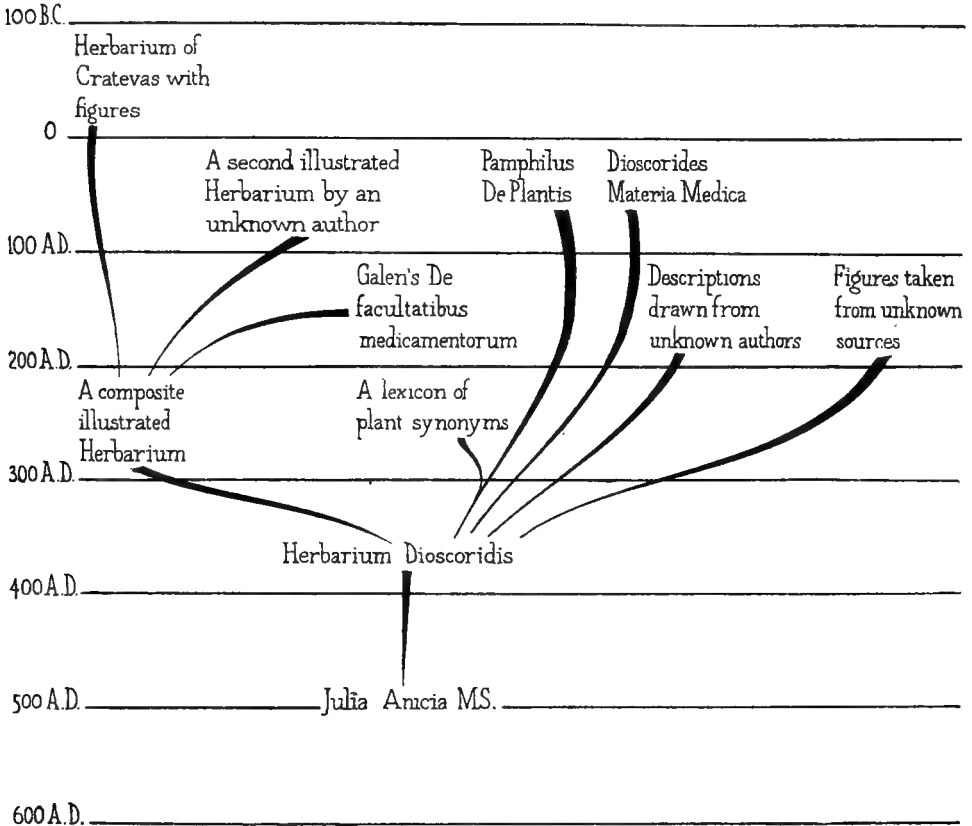 100 B.C.
Herbarium of
Cratevas with
figures
0
A second illustrated
Herbarium by an
unknown author
Pamphilus
De Plantis
Dioscorides
Materia Medica
100 A.D.
Galen's De
facultatibus
medicamentorum
Descriptions
drawn from
unknown authors
Figures taken
from unknown
sources
200 A.D.
A composite
illustrated
Herbarium
A lexicon of
plant synonyms
300 A.D.
Herbarium Dioscoridis
400 A.D.
500 A.D.
Julia Anicia M.S.
600 A.D.